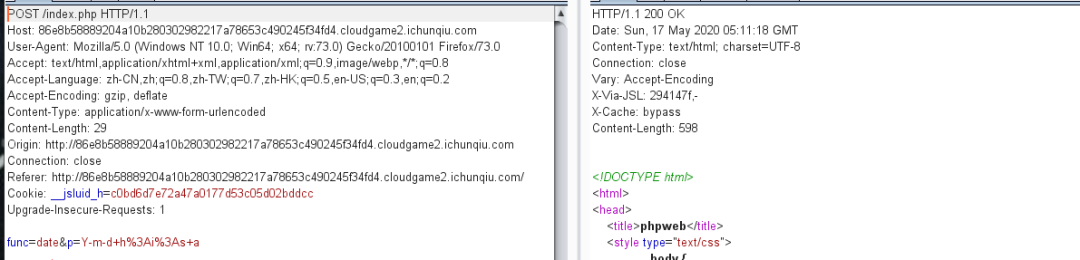 POST /index.php HTTP/1.1
Host: 86e8b58889204a10b280302982217a78653c490245f34fd4.cloudgame2.ichunqiu.com
User-Agent: Mozilla/5.0 (Windows NT 10.0; Win64; x64; rv:73.0) Gecko/20100101 Firefox/73.0
Accept: text/html,application/xhtml+xml,application/xml;q=0.9,image/webp,*/*;q=0.8
Accept-Language: zh-CN,zh;q=0.8,zh-TW;q=0.7,zh-HK;q=0.5,en-US;q=0.3,en;q=0.2
Accept-Encoding: gzip, deflate
Content-Type: application/x-www-form-urlencoded
Content-Length: 29
Origin: http://86e8b58889204a10b280302982217a78653c490245f34fd4.cloudgame2.ichunqiu.com
Connection: close
Referer: http://86e8b58889204a10b280302982217a78653c490245f34fd4.cloudgame2.ichunqiu.com/
Cookie: __jsluid_h=c0bd6d7e72a47a0177d53c05d02bddcc
Upgrade-Insecure-Requests: 1
func=date&p=Y-m-d+h%3Ai%3As+a
HTTP/1.1 200 OK
Date: Sun, 17 May 2020 05:11:18 GMT
Content-Type: text/html; charset=UTF-8
Connection: close
Vary: Accept-Encoding
X-Via-JSL: 294147f,-
X-Cache: bypass
Content-Length: 598
<!DOCTYPE html>
<html>
<head>
<title>phpweb</title>
<style type="text/css">
body {